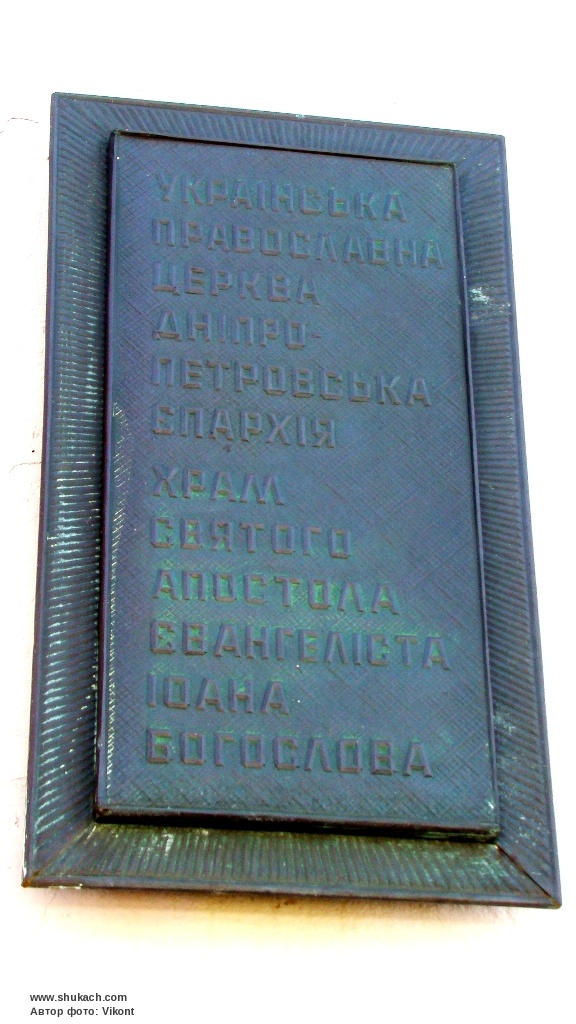 УКРАЇНСЬКА
ПРАВОСЛАВНА
ЦЕРКВА
ДНІПРО-
ПЕТРОВСЬКА
ЄПАРХІЯ
ХРАМ
СВЯТОГО
АПОСТОЛА
ЄВАНГЕЛІСТА
ІОАНА
БОГОСЛОВА
www.shukach.com
Автор фото: Vikont